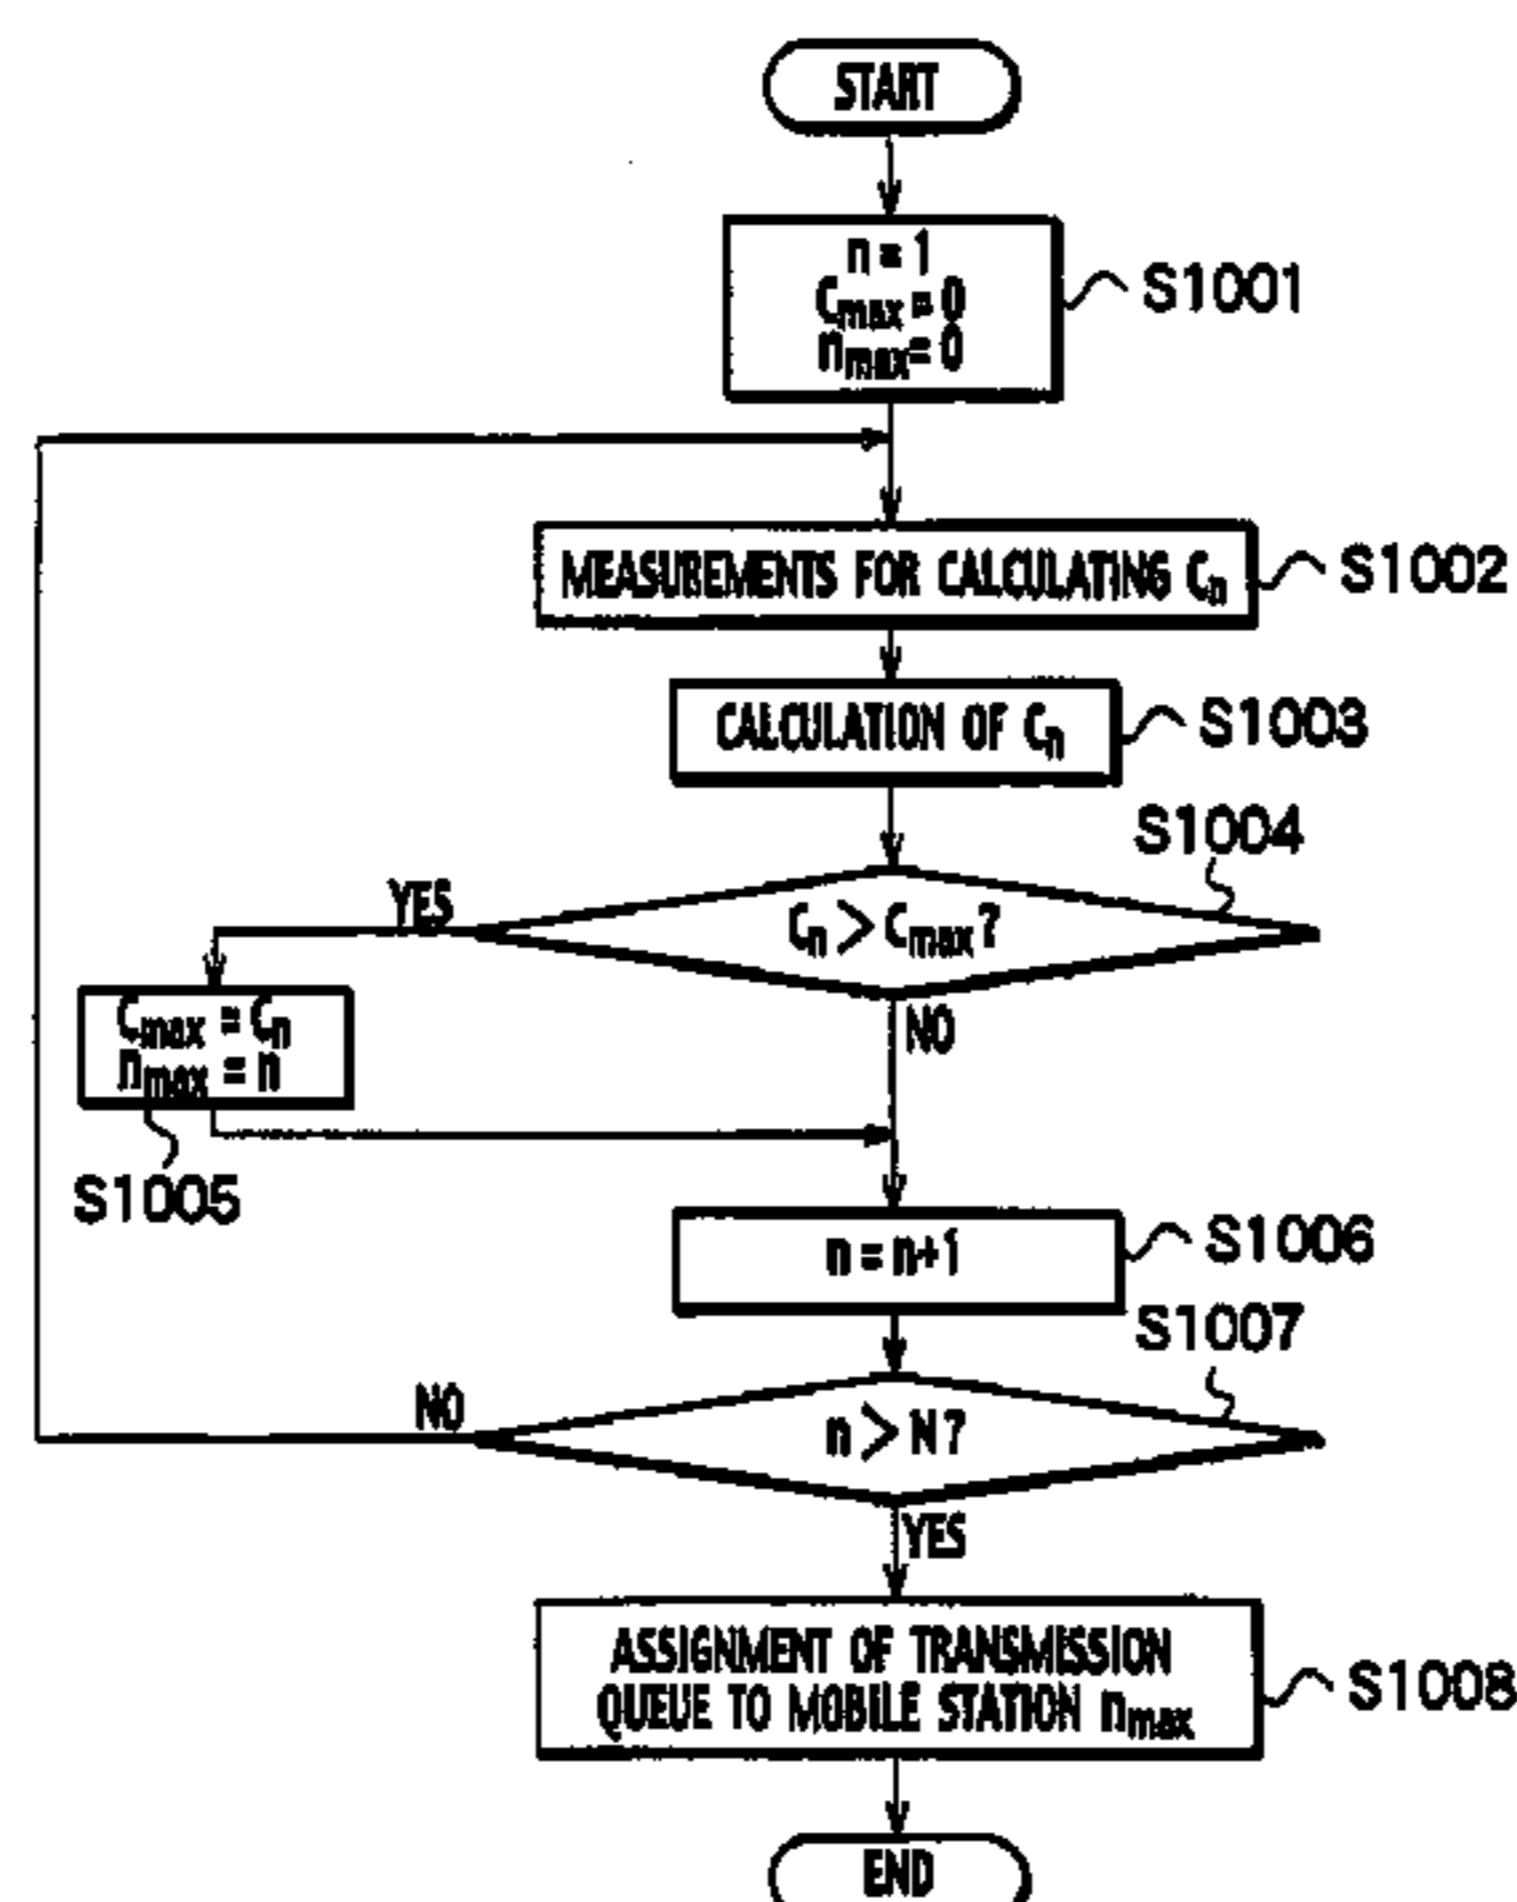 START
n = 1
Cmax = 0
nmax = 0
S1001
MEASUREMENTS FOR CALCULATING Cn
S1002
CALCULATION OF Cn
S1003
S1004
YES
Cn > Cmax?
Cmax = Cn
nmax = n
NO
S1005
n = n+1
S1006
S1007
NO
n > N?
YES
ASSIGNMENT OF TRANSMISSION
QUEUE TO MOBILE STATION nmax
S1008
END